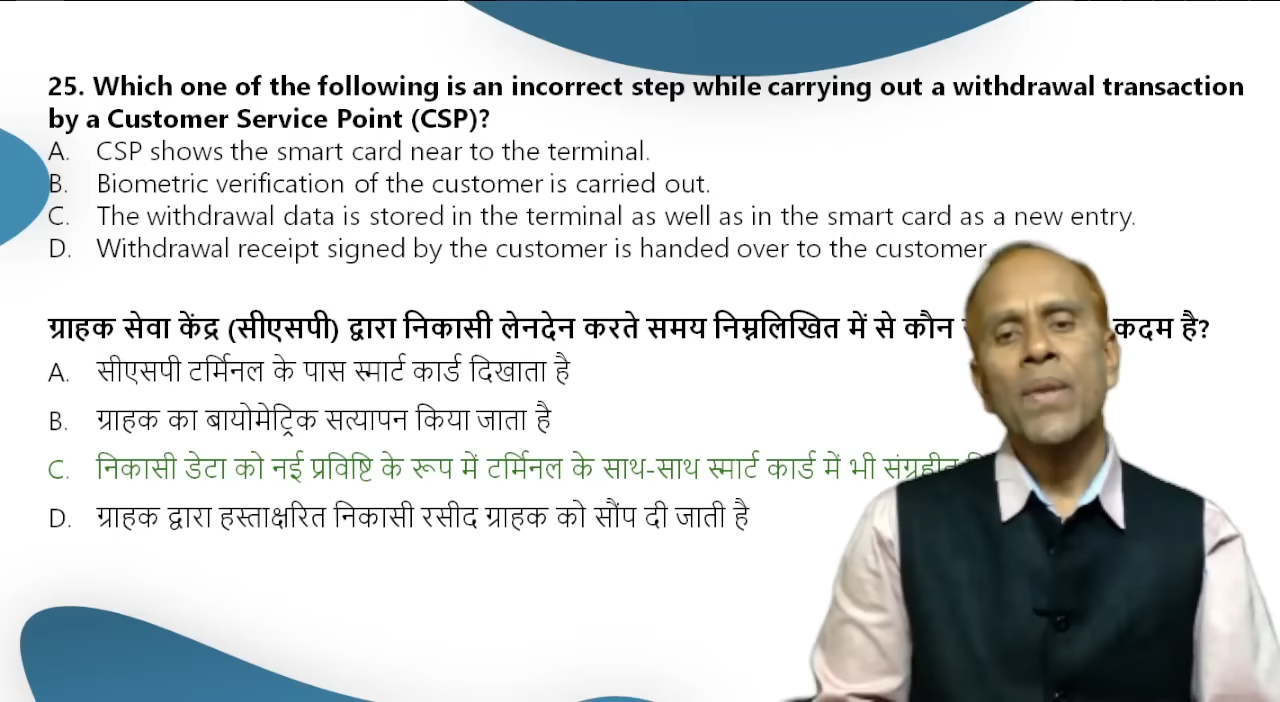 25. Which one of the following is an incorrect step while carrying out a withdrawal transaction
by a Customer Service Point (CSP)?
A. CSP shows the smart card near to the terminal.
B. Biometric verification of the customer is carried out.
C. The withdrawal data is stored in the terminal as well as in the smart card as a new entry.
D. Withdrawal receipt signed by the customer is handed over to the customer
ग्राहक सेवा केंद्र (सीएसपी) द्वारा निकासी लेनदेन करते समय निम्नलिखित में से कौन कदम है?
A. सीएसपी टर्मिनल के पास स्मार्ट कार्ड दिखाता है
B. ग्राहक का बायोमेट्रिक सत्यापन किया जाता है
C. निकासी डेटा को नई प्रविष्टि के रूप में टर्मिनल के साथ-साथ स्मार्ट कार्ड में भी
D. ग्राहक द्वारा हस्ताक्षरित निकासी रसीद ग्राहक को सौंप दी जाती है